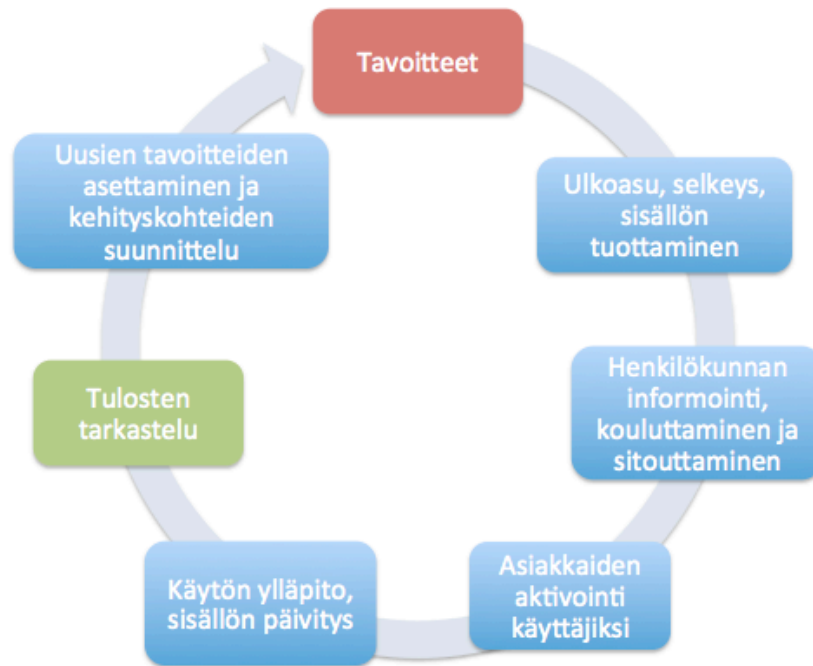 Tavoitteet
Ulkoasu, selkeys,
sisällön
tuottaminen
Henkilökunnan
informointi,
kouluttaminen ja
sitouttaminen
Asiakkaiden
aktivointi
käyttäjiksi
Käytön ylläpito,
sisällön päivitys
Tulosten
tarkastelu
Uusien tavoitteiden
asettaminen ja
kehityskohteiden
suunnittelu